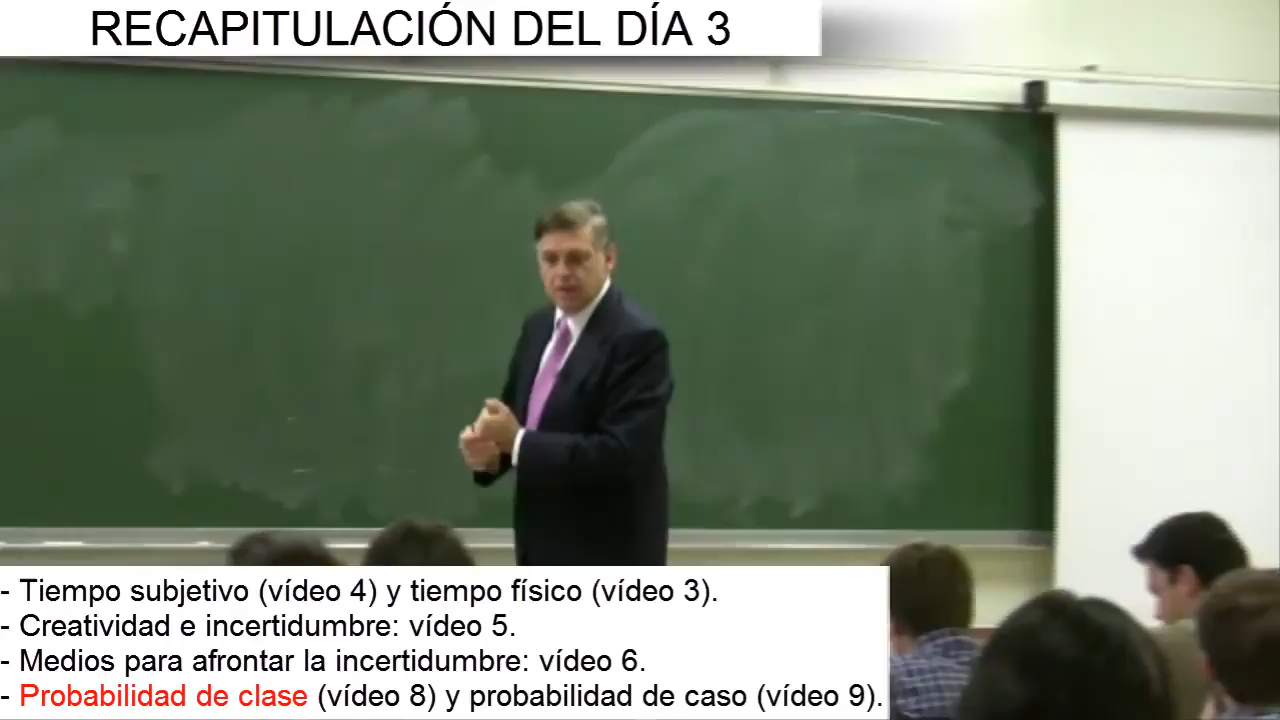 RECAPITULACIÓN DEL DÍA 3
- Tiempo subjetivo (vídeo 4) y tiempo físico (vídeo 3).
- Creatividad e incertidumbre: vídeo 5.
- Medios para afrontar la incertidumbre: vídeo 6.
- Probabilidad de clase (vídeo 8) y probabilidad de caso (vídeo 9).